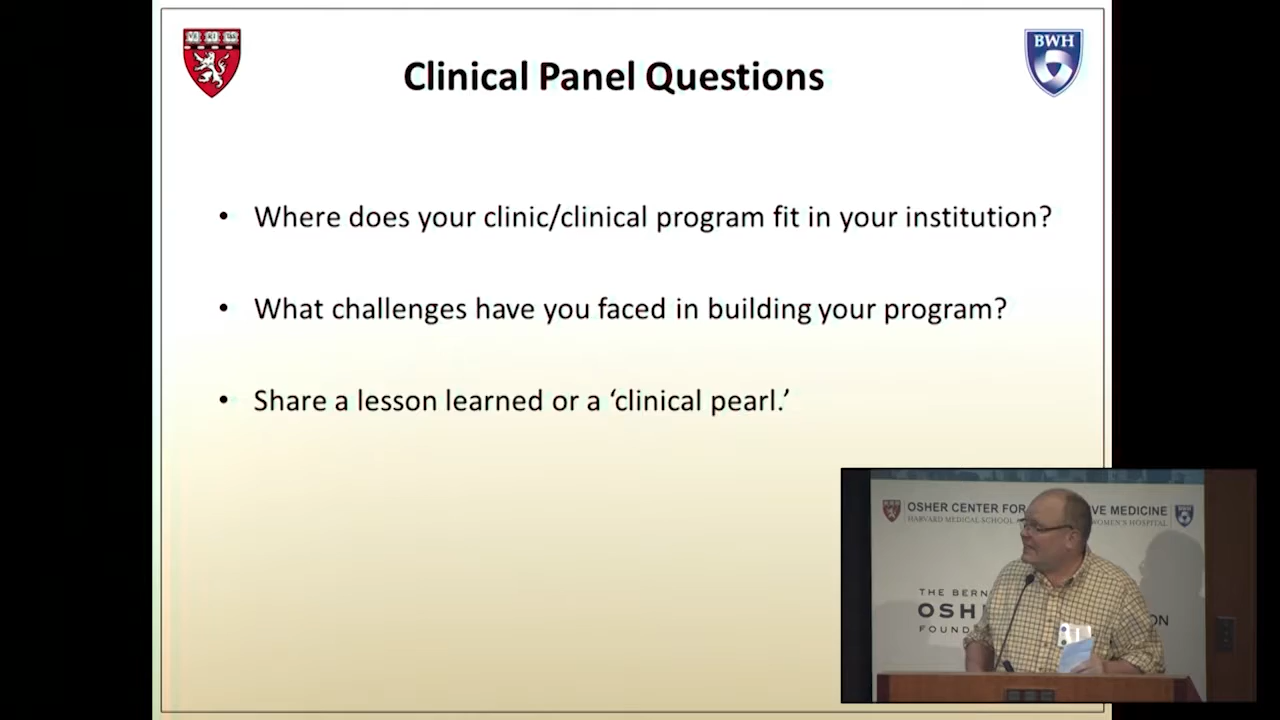 BWH
Clinical Panel Questions
• Where does your clinic/clinical program fit in your institution?
• What challenges have you faced in building your program?
• Share a lesson learned or a ‘clinical pearl.’
OSHER CENTER FOR VE MEDICINE
HARVARD MEDICAL SCHOOL WOMEN'S HOSPITAL
THE BERN
OSH ON
FOUND